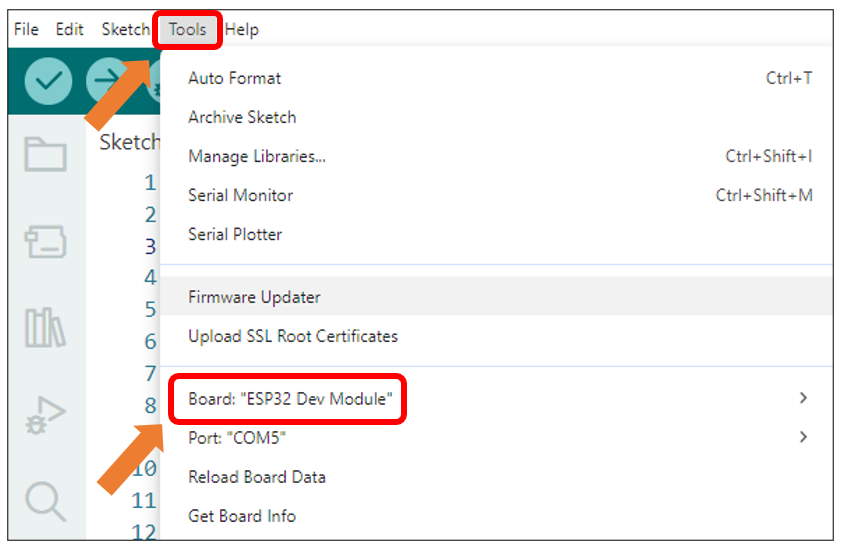 File Edit Sketch Tools Help
Auto Format Ctrl+T
Archive Sketch
Manage Libraries... Ctrl+Shift+I
Serial Monitor Ctrl+Shift+M
Serial Plotter
Firmware Updater
Upload SSL Root Certificates
Board: "ESP32 Dev Module"
Port: "COM5"
Reload Board Data
Get Board Info
Sketch
1
2
3
4
5
6
7
8
10
11
12